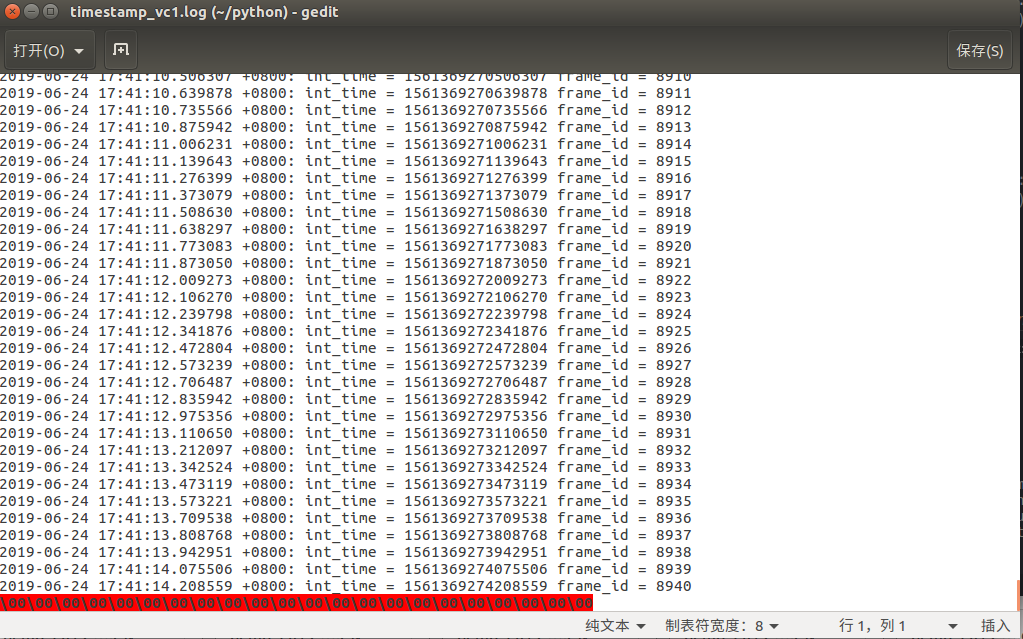 timestamp_vc1.log (~/python) - gedit
打开(O)
保存(S)
2019-06-24 17:41:10.506307 +0800: int_time = 1561369270506307 frame_id = 8910
2019-06-24 17:41:10.639878 +0800: int_time = 1561369270639878 frame_id = 8911
2019-06-24 17:41:10.735566 +0800: int_time = 1561369270735566 frame_id = 8912
2019-06-24 17:41:10.875942 +0800: int_time = 1561369270875942 frame_id = 8913
2019-06-24 17:41:11.006231 +0800: int_time = 1561369271006231 frame_id = 8914
2019-06-24 17:41:11.139643 +0800: int_time = 1561369271139643 frame_id = 8915
2019-06-24 17:41:11.276399 +0800: int_time = 1561369271276399 frame_id = 8916
2019-06-24 17:41:11.373079 +0800: int_time = 1561369271373079 frame_id = 8917
2019-06-24 17:41:11.508630 +0800: int_time = 1561369271508630 frame_id = 8918
2019-06-24 17:41:11.638297 +0800: int_time = 1561369271638297 frame_id = 8919
2019-06-24 17:41:11.773083 +0800: int_time = 1561369271773083 frame_id = 8920
2019-06-24 17:41:11.873050 +0800: int_time = 1561369271873050 frame_id = 8921
2019-06-24 17:41:12.009273 +0800: int_time = 1561369272009273 frame_id = 8922
2019-06-24 17:41:12.106270 +0800: int_time = 1561369272106270 frame_id = 8923
2019-06-24 17:41:12.239798 +0800: int_time = 1561369272239798 frame_id = 8924
2019-06-24 17:41:12.341876 +0800: int_time = 1561369272341876 frame_id = 8925
2019-06-24 17:41:12.472804 +0800: int_time = 1561369272472804 frame_id = 8926
2019-06-24 17:41:12.573239 +0800: int_time = 1561369272573239 frame_id = 8927
2019-06-24 17:41:12.706487 +0800: int_time = 1561369272706487 frame_id = 8928
2019-06-24 17:41:12.835942 +0800: int_time = 1561369272835942 frame_id = 8929
2019-06-24 17:41:12.975356 +0800: int_time = 1561369272975356 frame_id = 8930
2019-06-24 17:41:13.110650 +0800: int_time = 1561369273110650 frame_id = 8931
2019-06-24 17:41:13.212097 +0800: int_time = 1561369273212097 frame_id = 8932
2019-06-24 17:41:13.342524 +0800: int_time = 1561369273342524 frame_id = 8933
2019-06-24 17:41:13.473119 +0800: int_time = 1561369273473119 frame_id = 8934
2019-06-24 17:41:13.573221 +0800: int_time = 1561369273573221 frame_id = 8935
2019-06-24 17:41:13.709538 +0800: int_time = 1561369273709538 frame_id = 8936
2019-06-24 17:41:13.808768 +0800: int_time = 1561369273808768 frame_id = 8937
2019-06-24 17:41:13.942951 +0800: int_time = 1561369273942951 frame_id = 8938
2019-06-24 17:41:14.075506 +0800: int_time = 1561369274075506 frame_id = 8939
2019-06-24 17:41:14.208559 +0800: int_time = 1561369274208559 frame_id = 8940
\00\00\00\00\00\00\00\00\00\00\00\00\00\00\00\00\00\00\00\00\00\00
纯文本 制表符宽度：8 行 1，列 1 插入